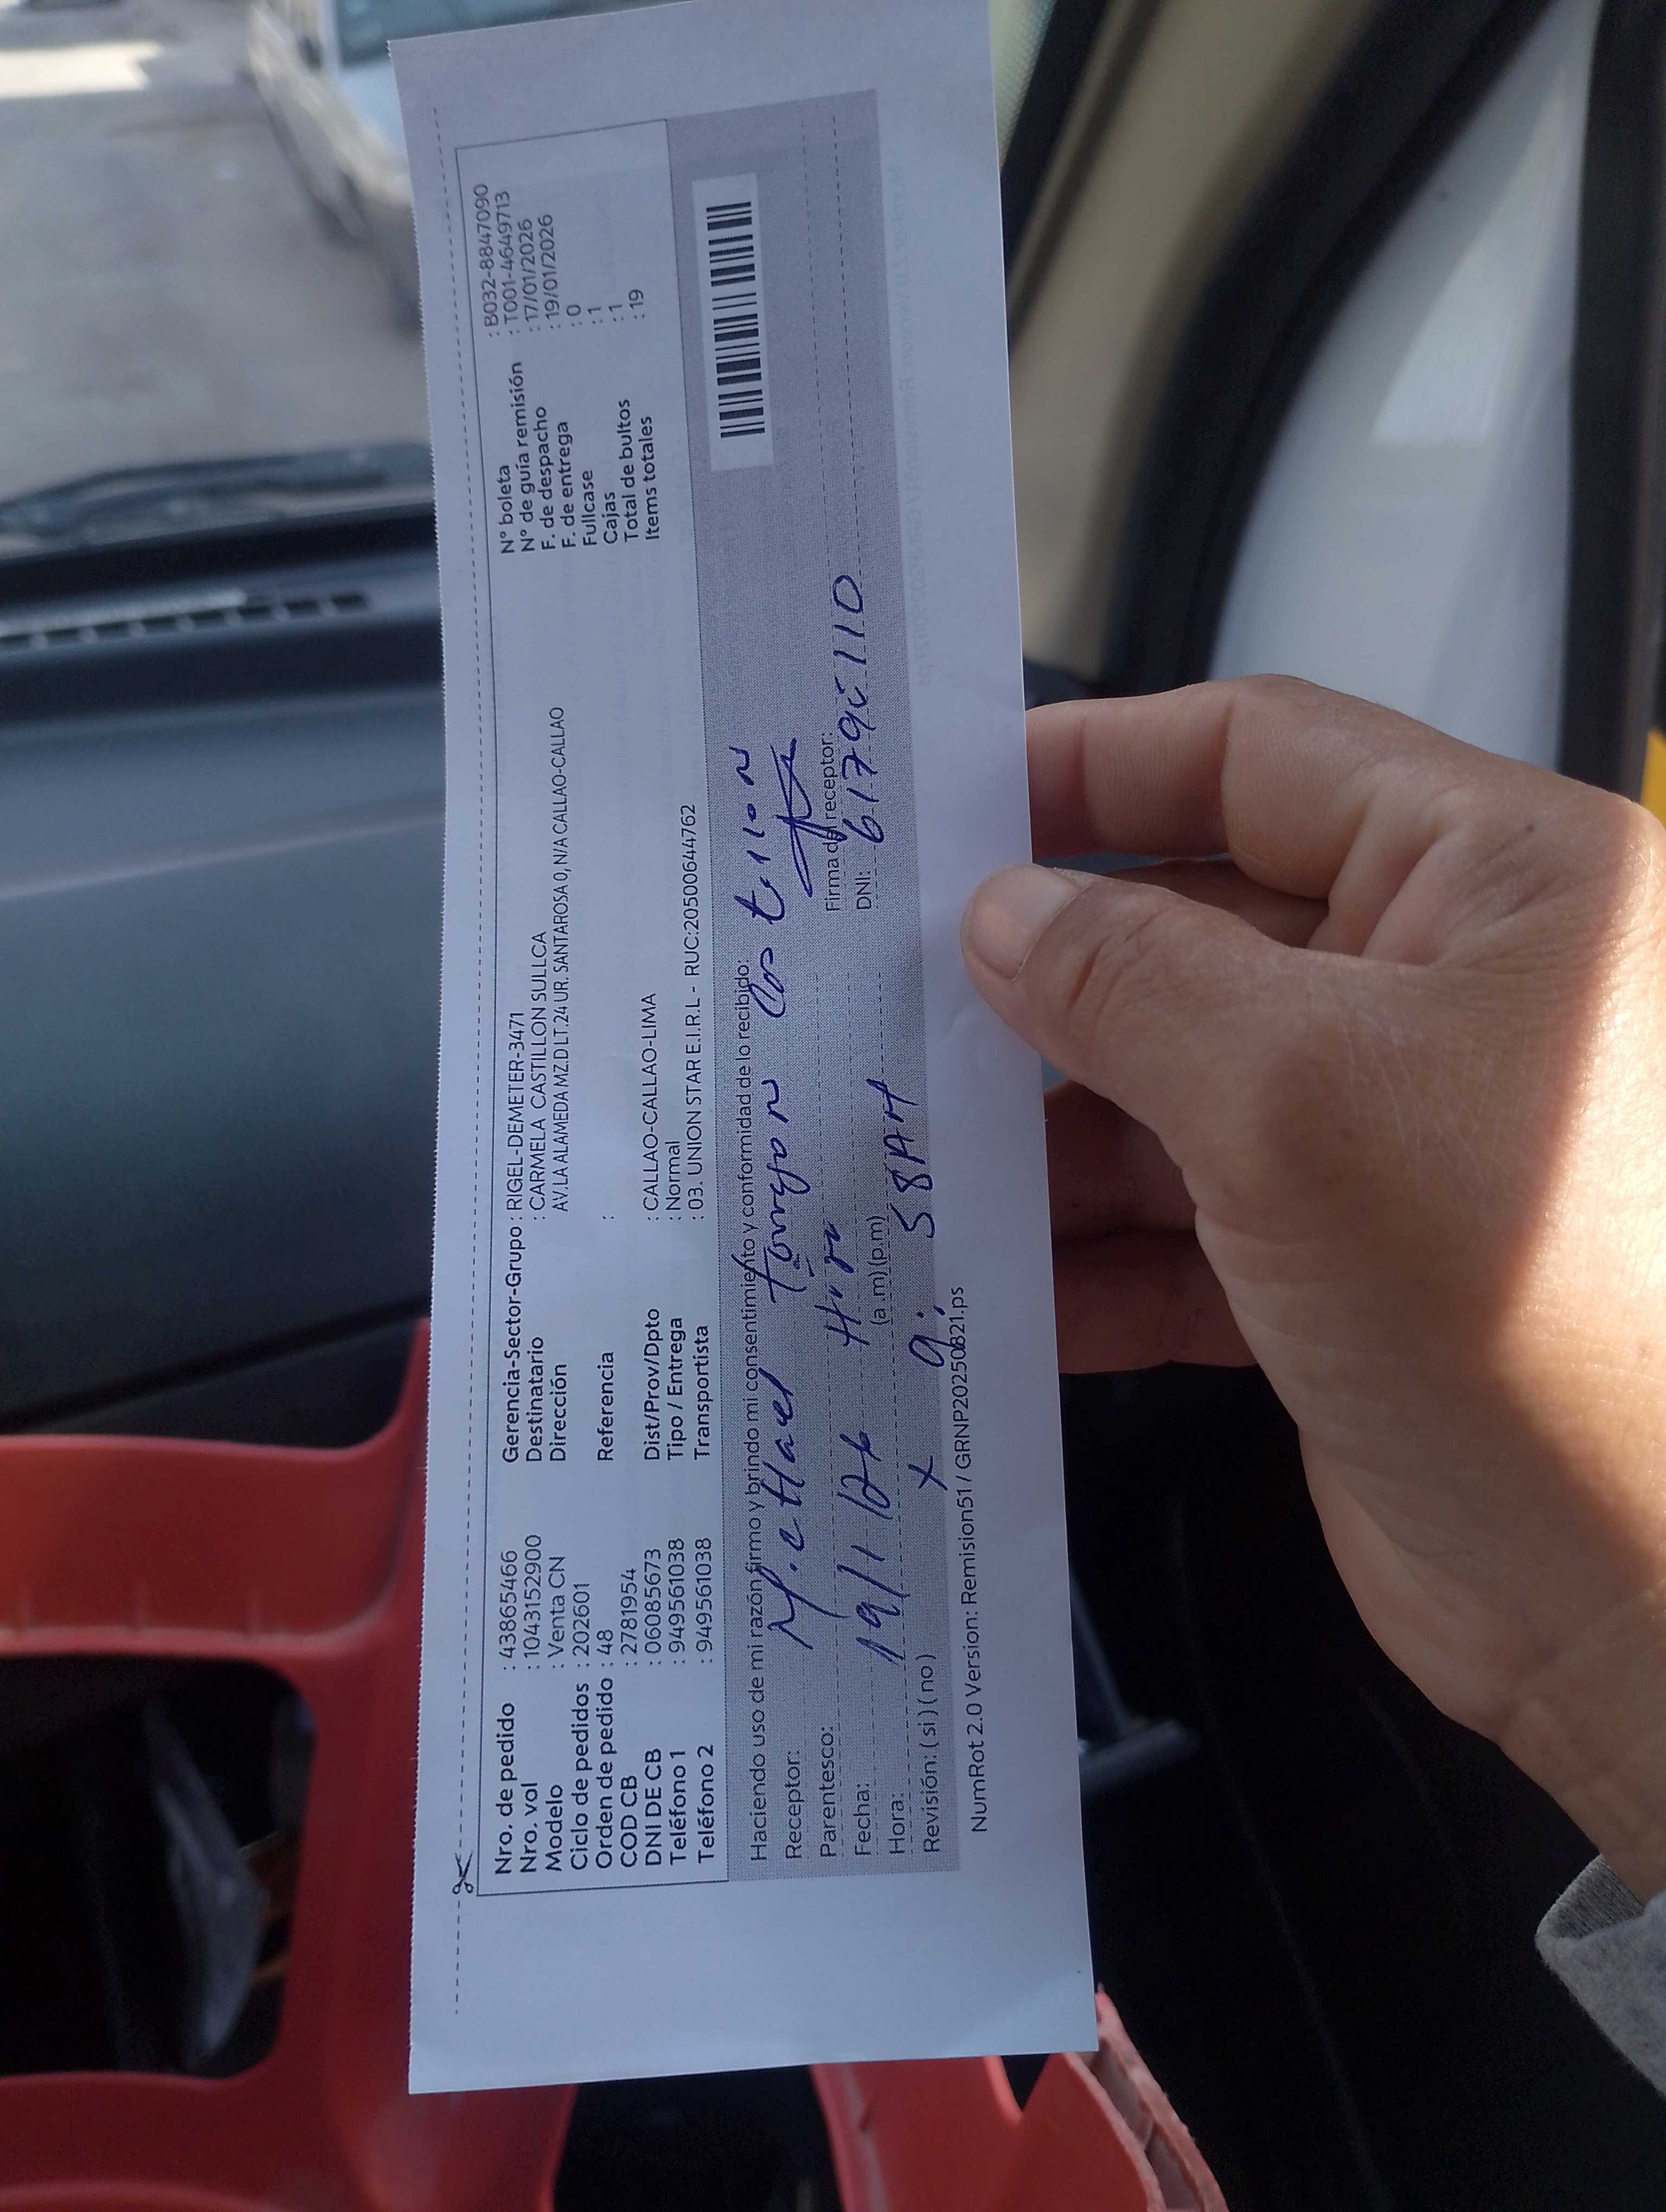 Nro. de pedido : 43865466
Nro. vol : 1043152900
Modelo : Venta CN
Ciclo de pedidos : 202601
Orden de pedido : 48
COD CB : 2781954
DNI DE CB : 06085673
Teléfono 1 : 949561038
Teléfono 2 : 949561038
Gerencia-Sector-Grupo : RIGEL-DEMETER-3471
Destinatario : CARMELA CASTILLON SULLCA
Dirección AV.LA ALAMEDA MZ.D LT.24 UR. SANTAROSA 0, N/A CALLAO-CALLAO
Referencia :
Dist/Prov/Dpto : CALLAO-CALLAO-LIMA
Tipo / Entrega : Normal
Transportista : 03. UNION STAR E.I.R.L - RUC:20500644762
N° boleta : B032-8847090
N° de guía remisión : T001-4649713
F. de despacho : 17/01/2026
F. de entrega : 19/01/2026
Fullcase : 0
Cajas : 1
Total de bultos : 1
Items totales : 19
Haciendo uso de mi razón firmo y brindo mi consentimiento y conformidad de lo recibido:
Receptor: Michael Torrejon Castillon
Parentesco: Hijo
Firma del receptor:
Fecha: 19/1/26
DNI:
Hora: (a .m) (p.m) 9:58AM
Revisión: ( si ) ( no ) x
NumRot 2.0 Version: Remision51 / GRNP20250821.ps